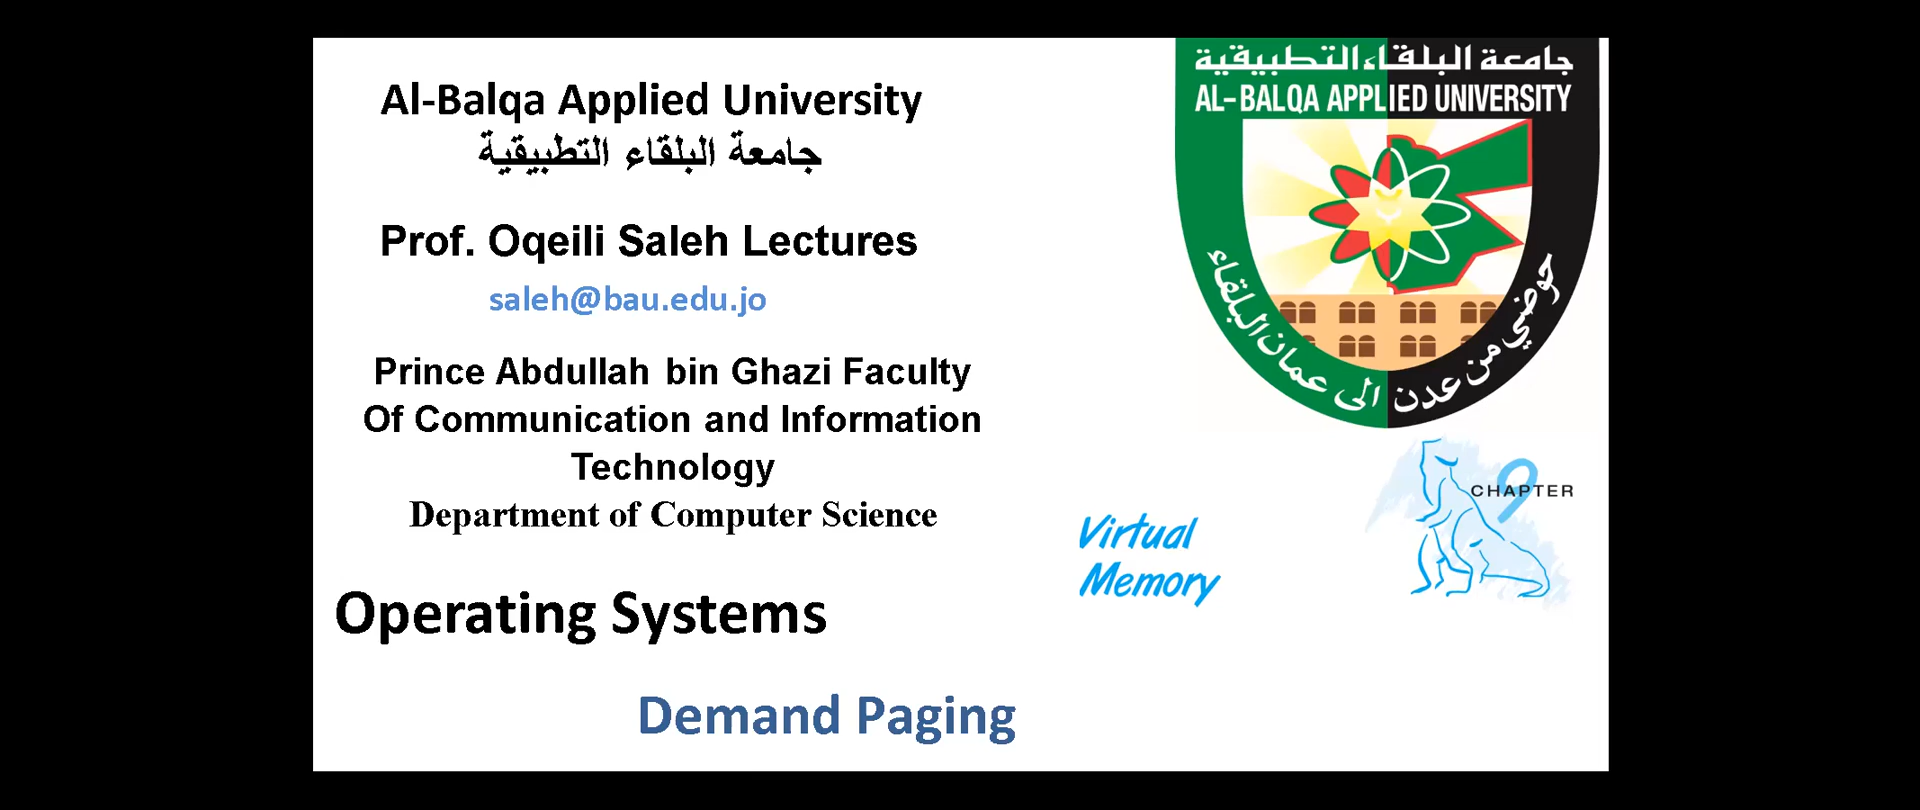 Al-Balqa Applied University
جامعة البلقاء التطبيقية
Prof. Oqeili Saleh Lectures
saleh@bau.edu.jo
Prince Abdullah bin Ghazi Faculty
Of Communication and Information
Technology
Department of Computer Science
Operating Systems
Demand Paging
جامعة البلقاء التطبيقية
AL-BALQA APPLIED UNIVERSITY
حوضي من عدن الى عمان البلقاء
CHAPTER
9
Virtual
Memory